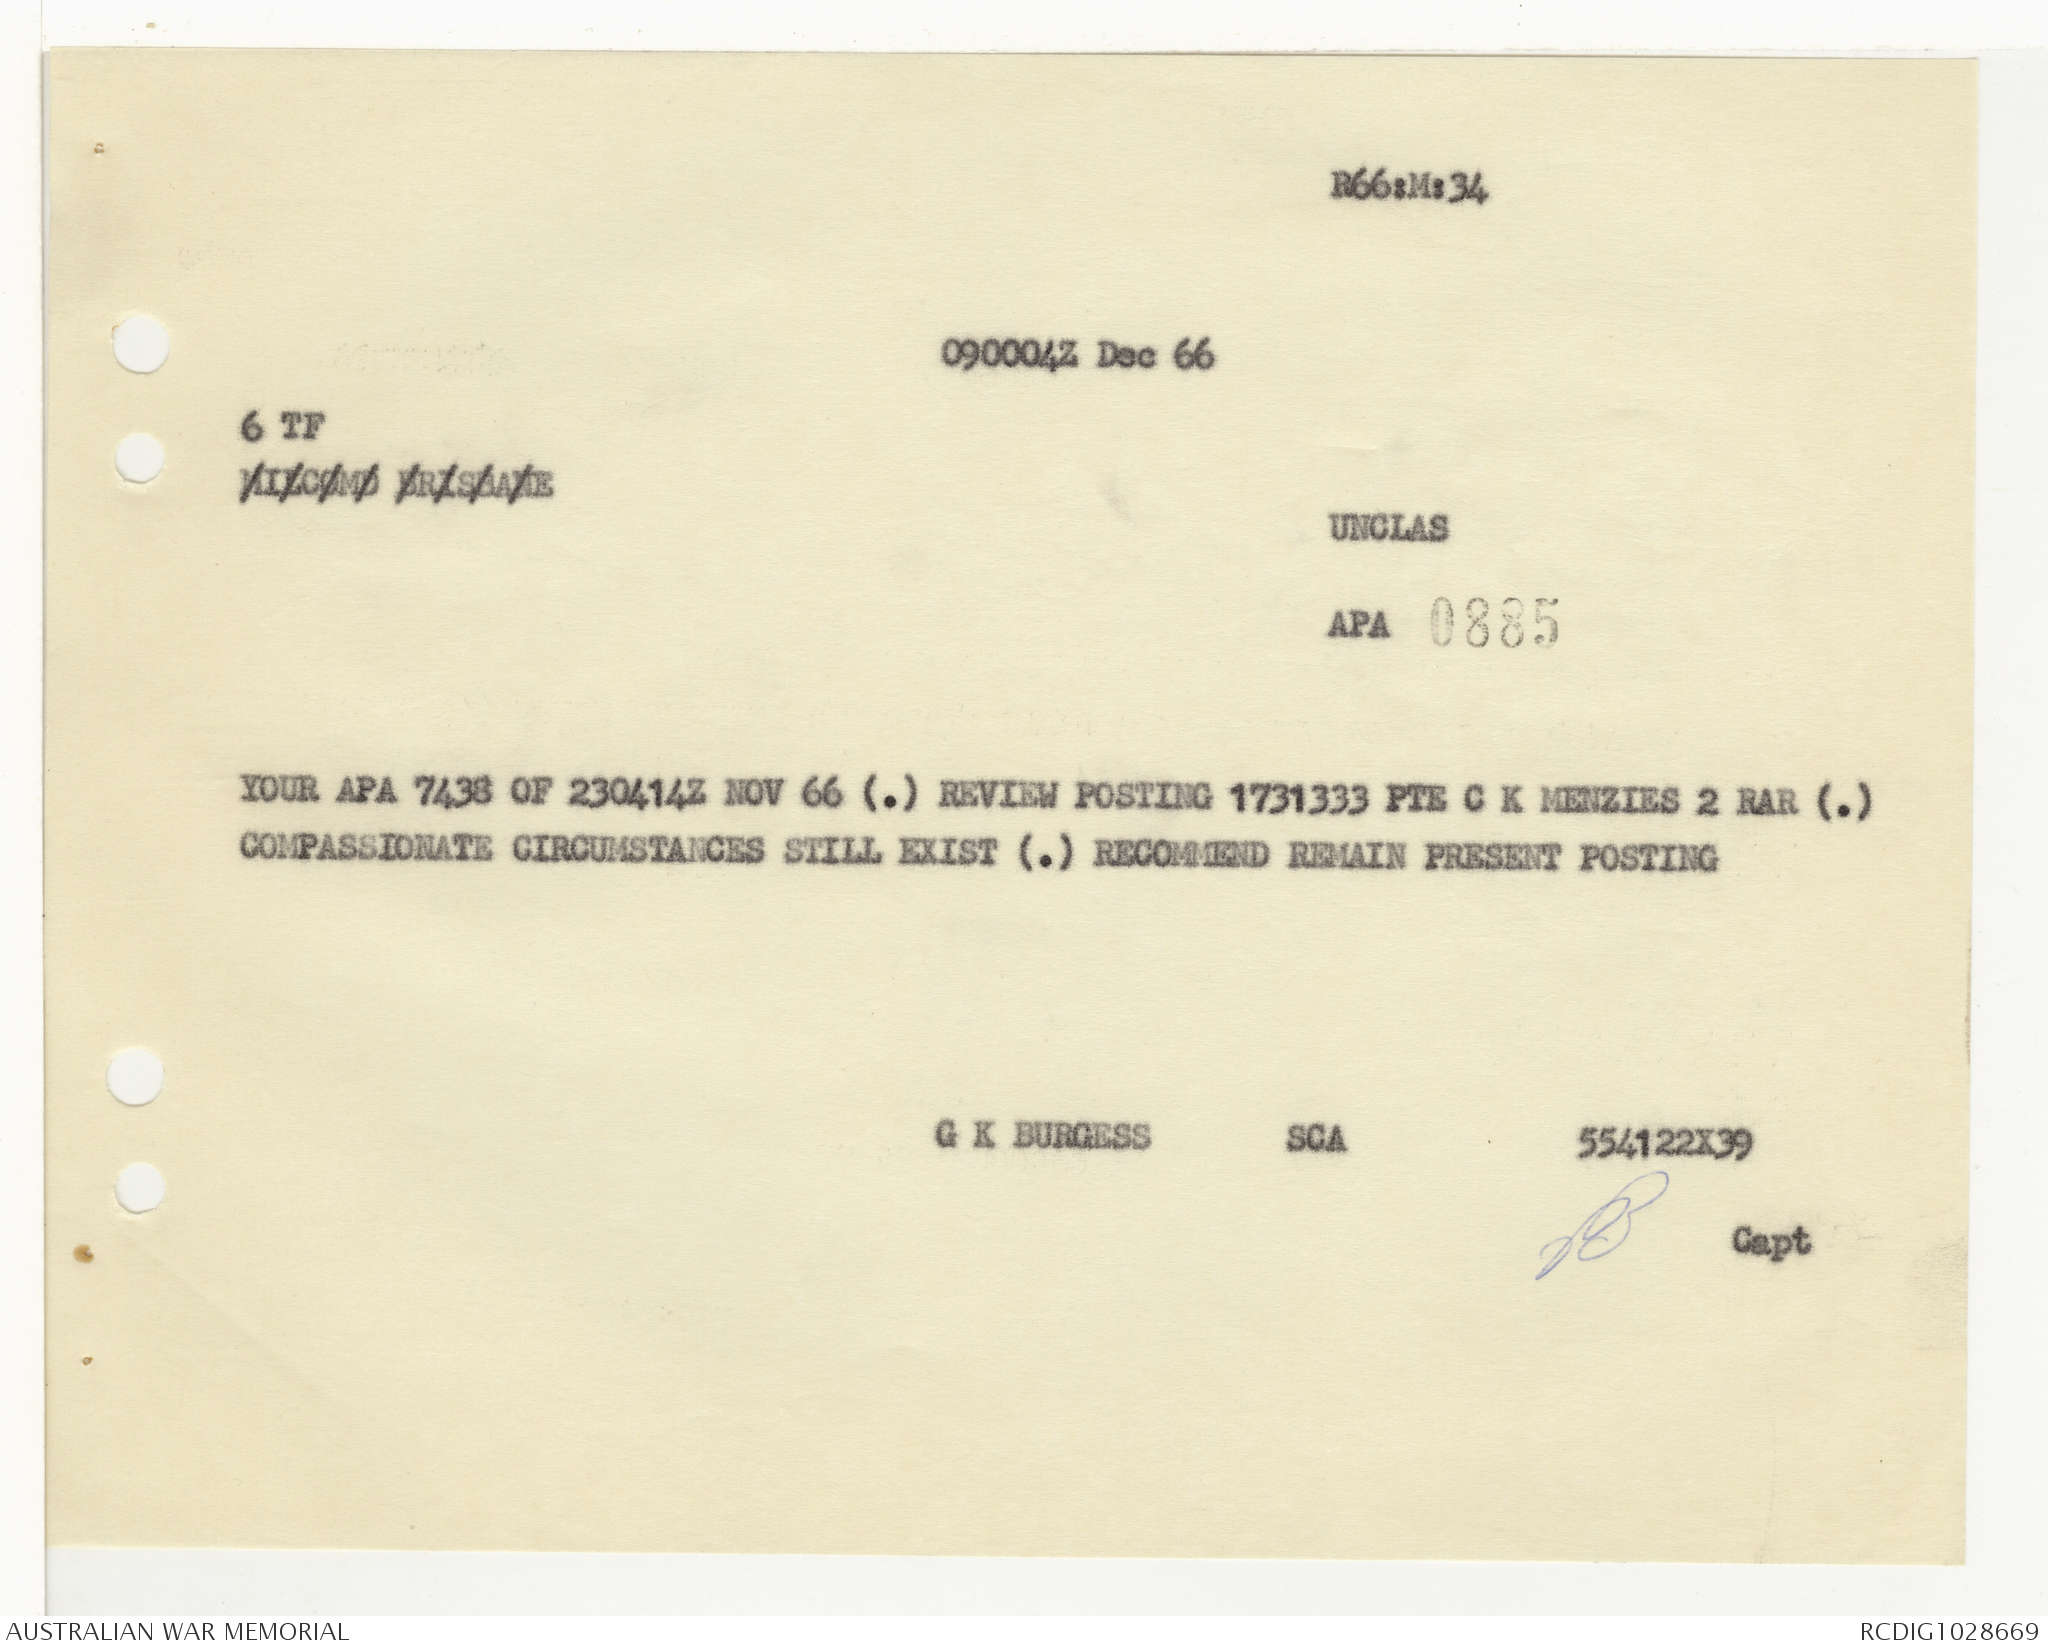 R66:M:34
090004Z Dec 66
6 TF
MILCOMD BRISBANE
UNCLAS
APA 0885
YOUR APA 7438 OF 230414Z NOV 66 (.) REVIEW POSTING 1731333 PTE C K MENZIES 2 RAR (.)
COMPASSIONATE CIRCUMSTANCES STILL EXIST (.) RECOMMEND REMAIN PRESENT POSTING
G K BURGESS SCA 554122X39
Capt
AUSTRALIAN WAR MEMORIAL RCDIG1028669